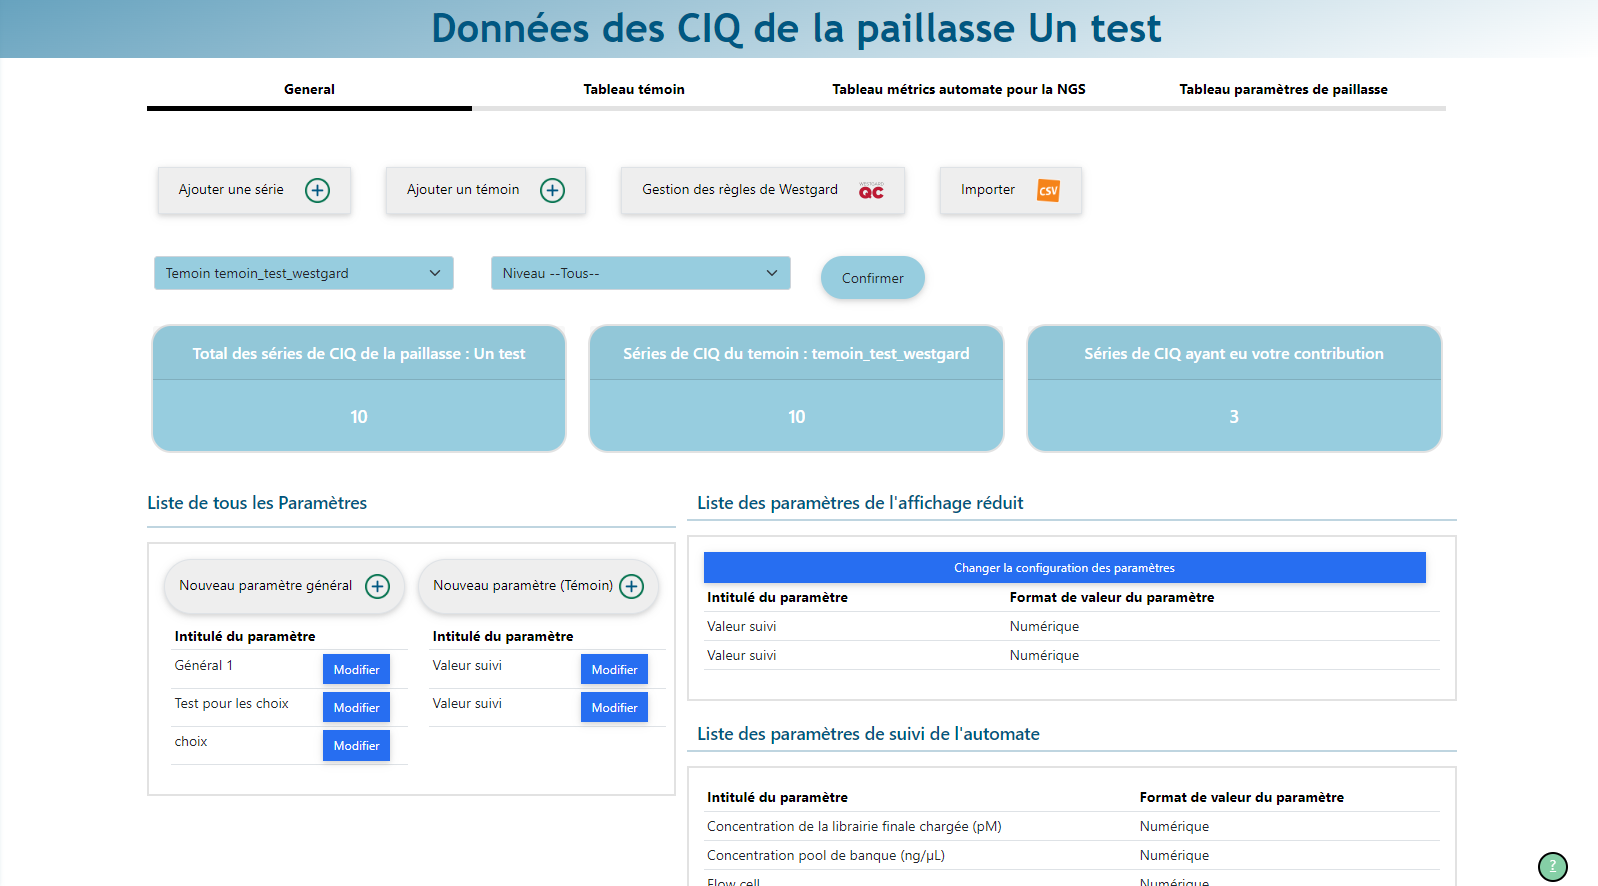 Données des CIQ de la paillasse Un test
General
Tableau témoin
Tableau métrics automate pour la NGS
Tableau paramètres de paillasse
Ajouter une série
Ajouter un témoin
Gestion des règles de Westgard
WESTGARD
QC
Importer
CSV
Temoin temoin_test_westgard
Niveau --Tous--
Confirmer
Total des séries de CIQ de la paillasse : Un test
10
Séries de CIQ du temoin : temoin_test_westgard
10
Séries de CIQ ayant eu votre contribution
3
Liste de tous les Paramètres
Nouveau paramètre général
Nouveau paramètre (Témoin)
Intitulé du paramètre
Général 1
Modifier
Test pour les choix
Modifier
choix
Modifier
Intitulé du paramètre
Valeur suivi
Modifier
Valeur suivi
Modifier
Liste des paramètres de l'affichage réduit
Changer la configuration des paramètres
Intitulé du paramètre
Format de valeur du paramètre
Valeur suivi
Numérique
Valeur suivi
Numérique
Liste des paramètres de suivi de l'automate
Intitulé du paramètre
Format de valeur du paramètre
Concentration de la librairie finale chargée (pM)
Numérique
Concentration pool de banque (ng/µL)
Numérique
Flow cell
Numérique
?